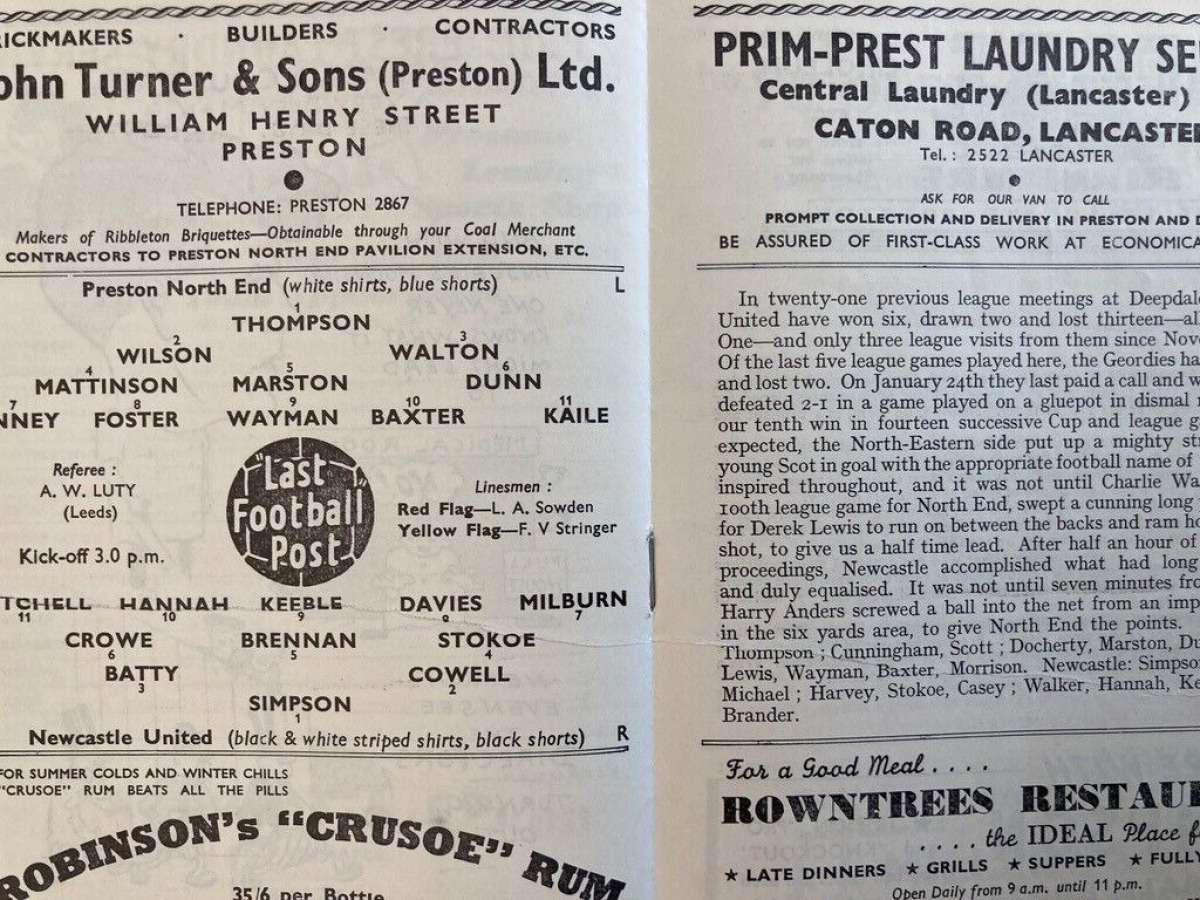 RICKMAKERS · BUILDERS · CONTRACTORS
ohn Turner & Sons (Preston) Ltd.
WILLIAM HENRY STREET
PRESTON
TELEPHONE: PRESTON 2867
Makers of Ribbleton Briquettes—Obtainable through your Coal Merchant
CONTRACTORS TO PRESTON NORTH END PAVILION EXTENSION, ETC.
Preston North End (white shirts, blue shorts) L
1
THOMPSON
2 3
WILSON WALTON
4 5 6
MATTINSON MARSTON DUNN
7 8 9 10 11
NNEY FOSTER WAYMAN BAXTER KAILE
Referee :
A. W. LUTY
(Leeds)
Kick-off 3.0 p.m.
"Last
Football
Post"
Linesmen :
Red Flag—L. A. Sowden
Yellow Flag—F. V Stringer
TCHELL HANNAH KEEBLE DAVIES MILBURN
11 10 9 8 7
CROWE BRENNAN STOKOE
6 5 4
BATTY COWELL
3 2
SIMPSON
1
Newcastle United (black & white striped shirts, black shorts) R
FOR SUMMER COLDS AND WINTER CHILLS
"CRUSOE" RUM BEATS ALL THE PILLS
ROBINSON's "CRUSOE" RUM
35/6 per Bottle
PRIM-PREST LAUNDRY SE
Central Laundry (Lancaster)
CATON ROAD, LANCASTE
Tel.: 2522 LANCASTER
ASK FOR OUR VAN TO CALL
PROMPT COLLECTION AND DELIVERY IN PRESTON AND D
BE ASSURED OF FIRST-CLASS WORK AT ECONOMICA
In twenty-one previous league meetings at Deepdal
United have won six, drawn two and lost thirteen—al
One—and only three league visits from them since Nov
Of the last five league games played here, the Geordies ha
and lost two. On January 24th they last paid a call and w
defeated 2-1 in a game played on a gluepot in dismal
our tenth win in fourteen successive Cup and league g
expected, the North-Eastern side put up a mighty st
young Scot in goal with the appropriate football name of
inspired throughout, and it was not until Charlie Wa
100th league game for North End, swept a cunning long
for Derek Lewis to run on between the backs and ram ho
shot, to give us a half time lead. After half an hour of
proceedings, Newcastle accomplished what had long
and duly equalised. It was not until seven minutes fro
Harry Anders screwed a ball into the net from an imp
in the six yards area, to give North End the points.
Thompson ; Cunningham, Scott ; Docherty, Marston, Du
Lewis, Wayman, Baxter, Morrison. Newcastle: Simpso
Michael ; Harvey, Stokoe, Casey ; Walker, Hannah, Ke
Brander.
For a Good Meal . . . .
ROWNTREES RESTAU
. . . . the IDEAL Place f
★ LATE DINNERS ★ GRILLS ★ SUPPERS ★ FULLY
Open Daily from 9 a.m. until 11 p.m.